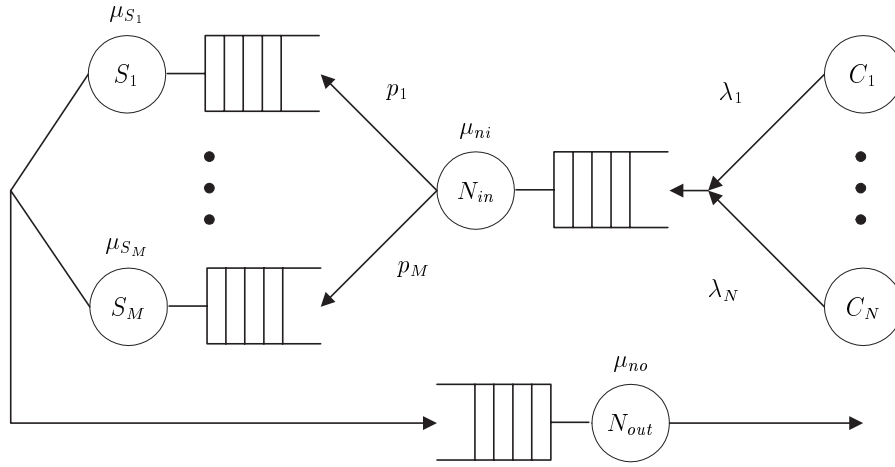 μ_{S_1}
S_1
p_1
μ_{ni}
N_{in}
λ_1
C_1
μ_{S_M}
S_M
p_M
λ_N
C_N
μ_{no}
N_{out}